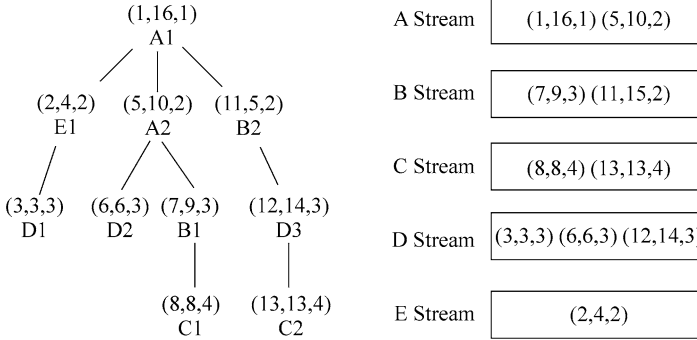 (1,16,1)
A1
(2,4,2) (5,10,2) (11,5,2)
E1 A2 B2
(3,3,3) (6,6,3) (7,9,3) (12,14,3)
D1 D2 B1 D3
(8,8,4) (13,13,4)
C1 C2
A Stream (1,16,1) (5,10,2)
B Stream (7,9,3) (11,15,2)
C Stream (8,8,4) (13,13,4)
D Stream (3,3,3) (6,6,3) (12,14,3)
E Stream (2,4,2)